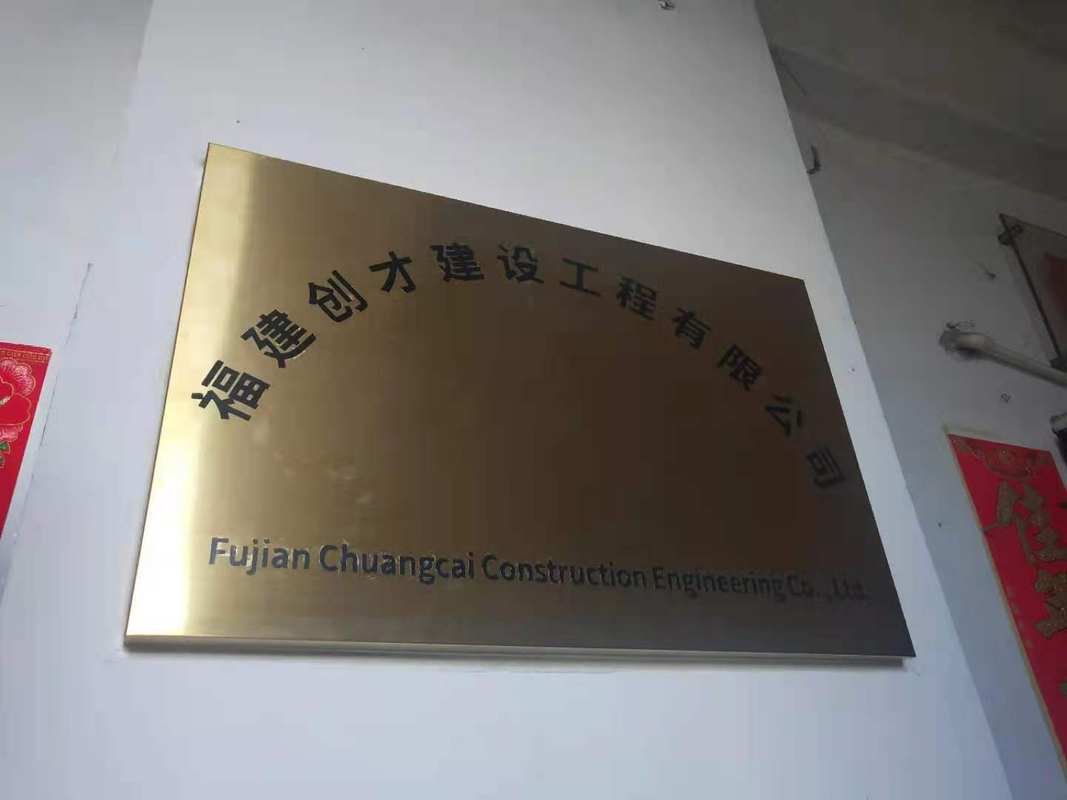 福建创才建设工程有限公司
Fujian Chuangcai Construction Engineering Co., Ltd.